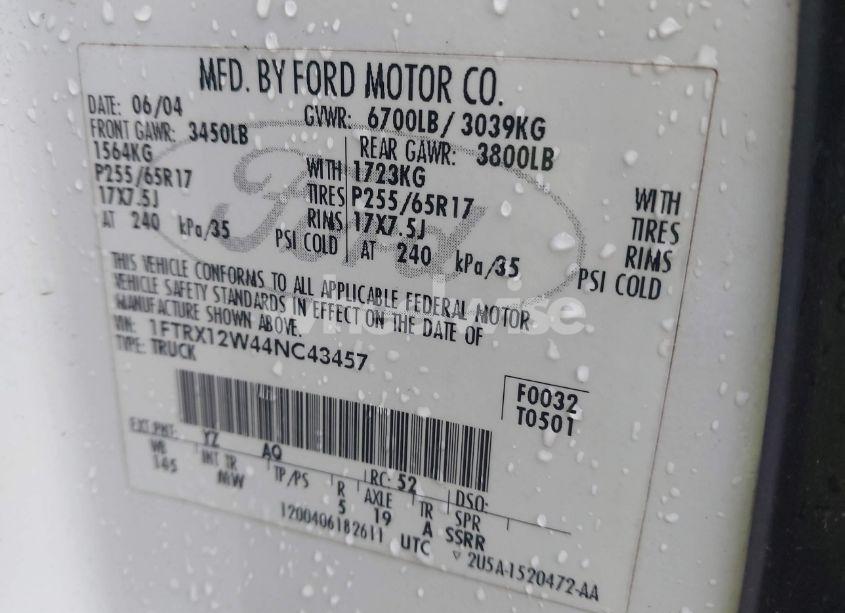 MFD. BY FORD MOTOR CO.
DATE: 06/04 GVWR: 6700LB/ 3039KG
FRONT GAWR: 3450LB REAR GAWR: 3800LB
1564KG WITH 1723KG WITH
P255/65R17 TIRES P255/65R17 TIRES
17X7.5J RIMS 17X7.5J RIMS
AT 240 kPa/35 PSI COLD AT 240 kPa/35 PSI COLD
THIS VEHICLE CONFORMS TO ALL APPLICABLE FEDERAL MOTOR
VEHICLE SAFETY STANDARDS IN EFFECT ON THE DATE OF
MANUFACTURE SHOWN ABOVE.
VIN: 1FTRX12W44NC43457
TYPE: TRUCK
F0032
T0501
EXT PNT: YZ AQ RC: 52 DSO:
WB INT TR TP/PS R AXLE TR SPR
145 MW 5 19 A SSRR
1200406182611 UTC ▽ 2U5A-1520472-AA
Ford
wheelwise